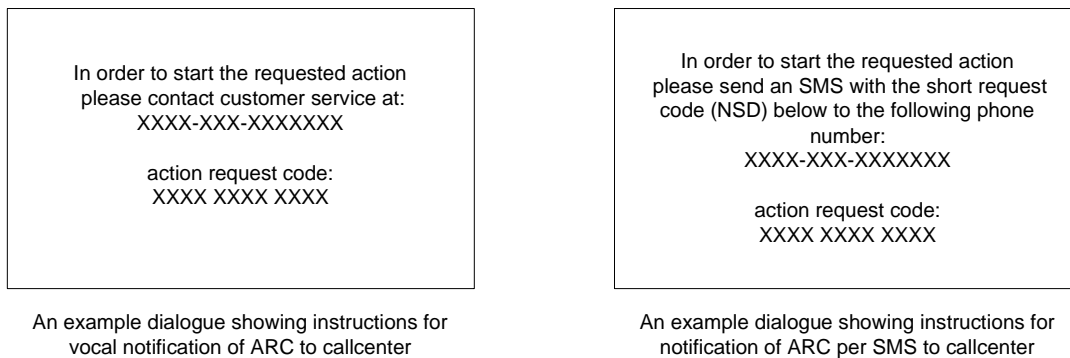 In order to start the requested action
please contact customer service at:
XXXX-XXX-XXXXXXX
action request code:
XXXX XXXX XXXX
An example dialogue showing instructions for
vocal notification of ARC to callcenter
In order to start the requested action
please send an SMS with the short request
code (NSD) below to the following phone
number:
XXXX-XXX-XXXXXXX
action request code:
XXXX XXXX XXXX
An example dialogue showing instructions for
notification of ARC per SMS to callcenter